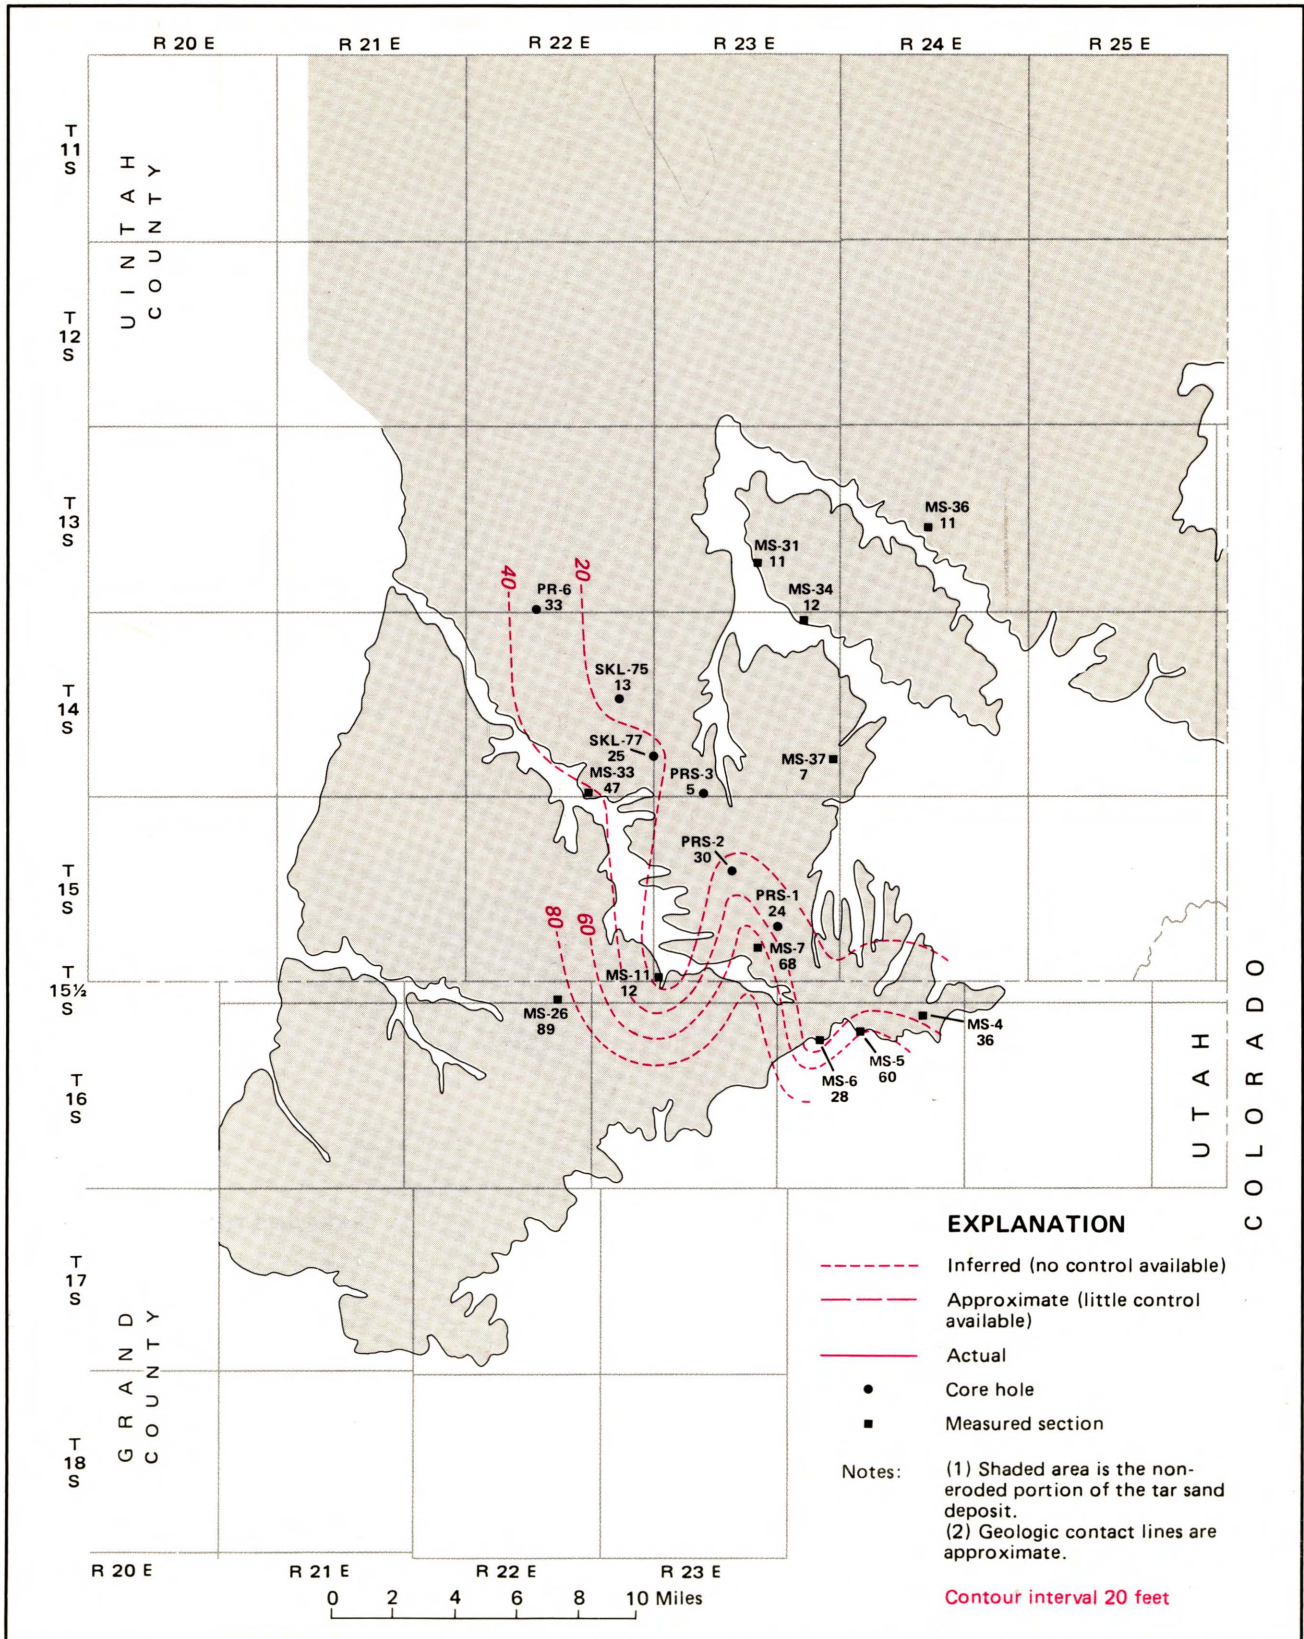 R 20 E R 21 E R 22 E R 23 E R 24 E R 25 E
T
11
S
UINTAH
COUNTY
T
12
S
T
13
S
MS-36
11
MS-31
11
40
20
PR-6
33
MS-34
12
SKL-75
13
T
14
S
SKL-77
25
MS-33
47
PRS-3
5
MS-37
7
PRS-2
30
T
15
S
PRS-1
24
80
60
MS-7
68
T
15½
S
MS-11
12
MS-26
89
MS-4
36
MS-5
60
MS-6
28
T
16
S
UTAH
COLORADO
T
17
S
GRAND
COUNTY
T
18
S
EXPLANATION
Inferred (no control available)
Approximate (little control
available)
Actual
Core hole
Measured section
Notes: (1) Shaded area is the non-
eroded portion of the tar sand
deposit.
(2) Geologic contact lines are
approximate.
Contour interval 20 feet
R 20 E R 21 E R 22 E R 23 E
0 2 4 6 8 10 Miles